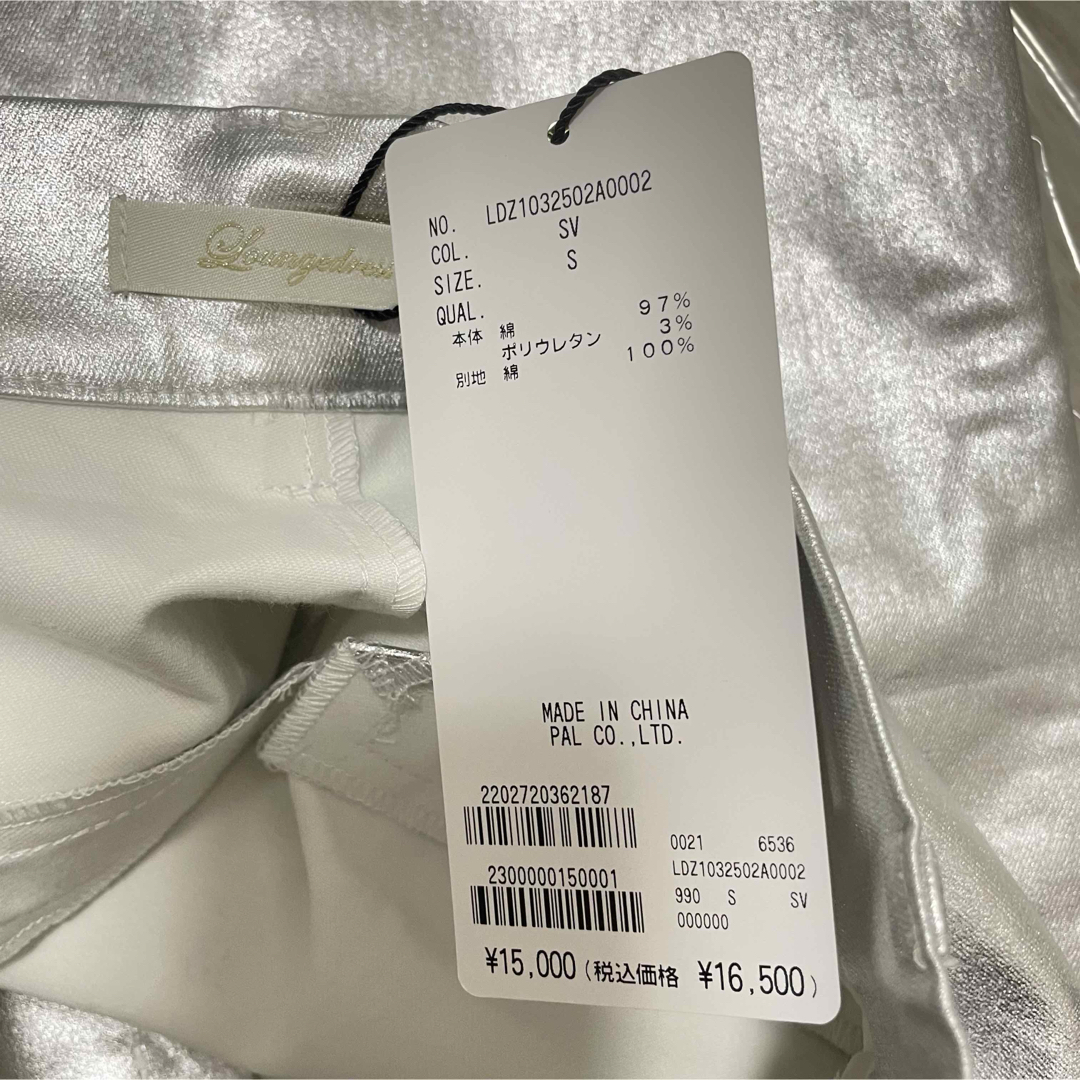 Loungedress
NO. LDZ1032502A0002
COL. SV
SIZE. S
QUAL.
本体 綿 97%
ポリウレタン 3%
別地 綿 100%
MADE IN CHINA
PAL CO.,LTD.
2202720362187
2300000150001
0021 6536
LDZ1032502A0002
990 S SV
000000
¥15,000 (税込価格 ¥16,500)